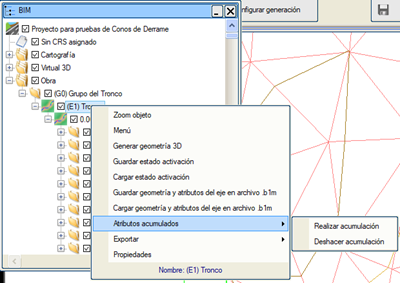 BIM
nfigurar generación
Proyecto para pruebas de Conos de Derrame
Sin CRS asignado
Cartografía
Virtual 3D
Obra
(G0) Grupo del Tronco
(E1) Tro
0.0
Zoom objeto
Menú
Generar geometría 3D
Guardar estado activación
Cargar estado activación
Guardar geometría y atributos del eje en archivo .b1m
Cargar geometría y atributos del eje en archivo .b1m
Atributos acumulados
Realizar acumulación
Deshacer acumulación
Exportar
Propiedades
Nombre: (E1) Tronco